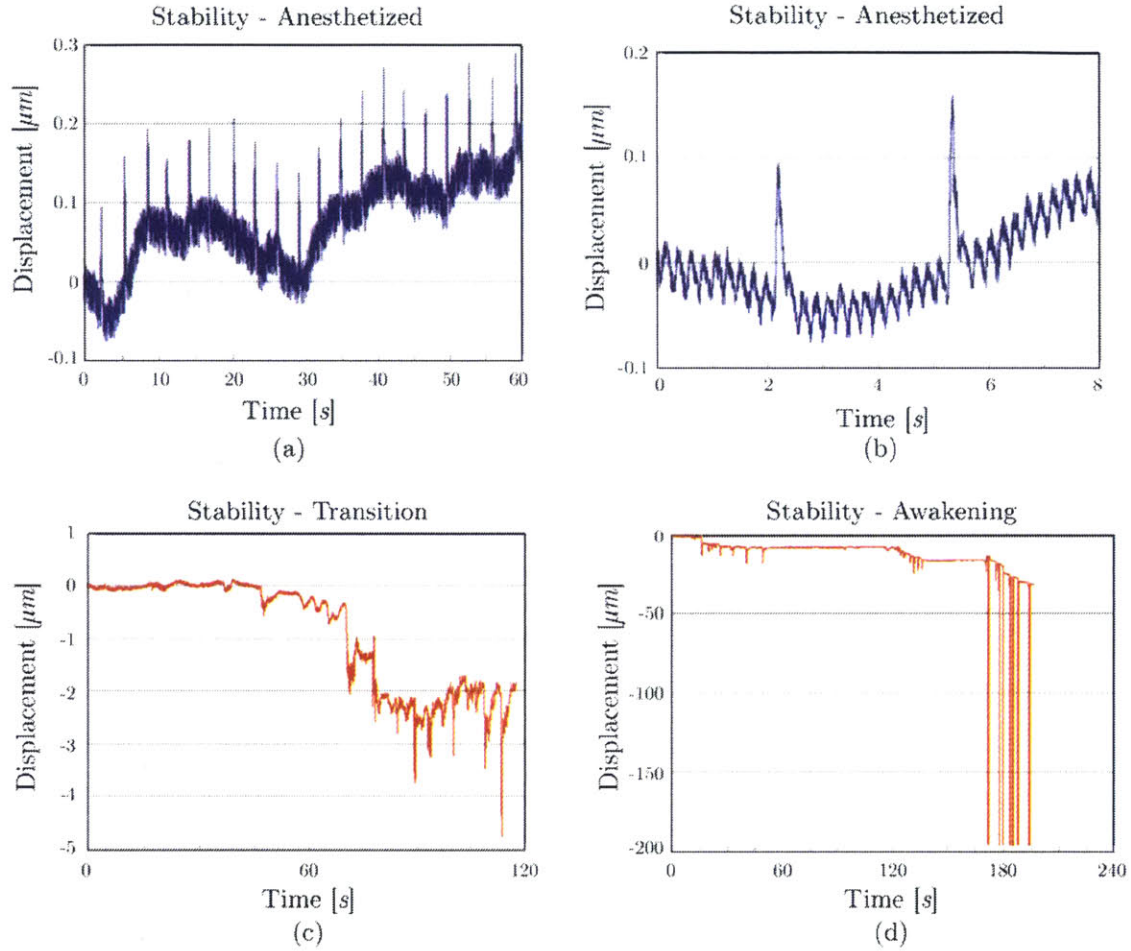 Stability - Anesthetized
Displacement [μm]
0.3
0.2
0.1
0
-0.1
0 10 20 30 40 50 60
Time [s]
(a)
Stability - Anesthetized
Displacement [μm]
0.2
0.1
0
-0.1
0 2 4 6 8
Time [s]
(b)
Stability - Transition
Displacement [μm]
1
0
-1
-2
-3
-4
-5
0 60 120
Time [s]
(c)
Stability - Awakening
Displacement [μm]
0
-50
-100
-150
-200
0 60 120 180 240
Time [s]
(d)